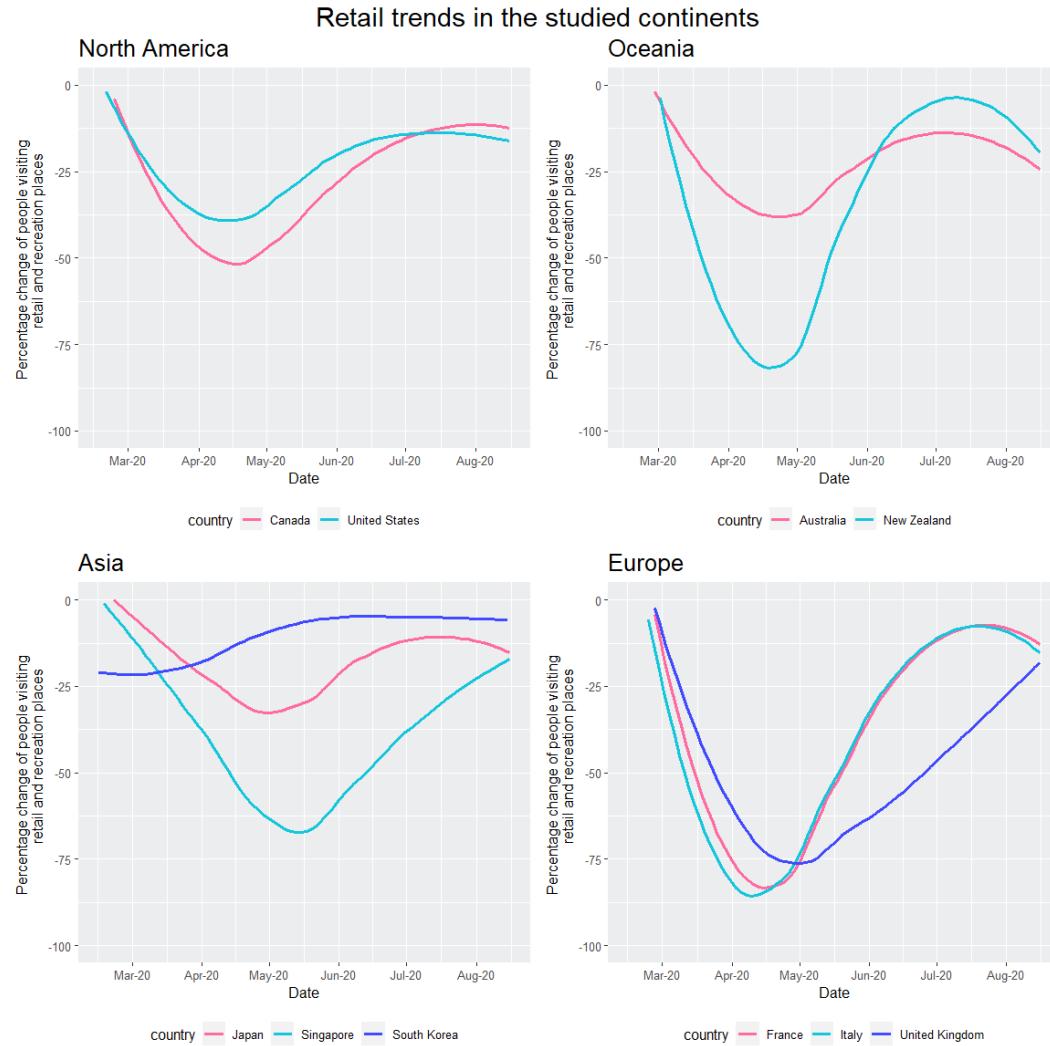 Retail trends in the studied continents
North America
Percentage change of people visiting
retail and recreation places
0
-25
-50
-75
-100
Mar-20 Apr-20 May-20 Jun-20 Jul-20 Aug-20
Date
country Canada United States
Oceania
Percentage change of people visiting
retail and recreation places
0
-25
-50
-75
-100
Mar-20 Apr-20 May-20 Jun-20 Jul-20 Aug-20
Date
country Australia New Zealand
Asia
Percentage change of people visiting
retail and recreation places
0
-25
-50
-75
-100
Mar-20 Apr-20 May-20 Jun-20 Jul-20 Aug-20
Date
country Japan Singapore South Korea
Europe
Percentage change of people visiting
retail and recreation places
0
-25
-50
-75
-100
Mar-20 Apr-20 May-20 Jun-20 Jul-20 Aug-20
Date
country France Italy United Kingdom